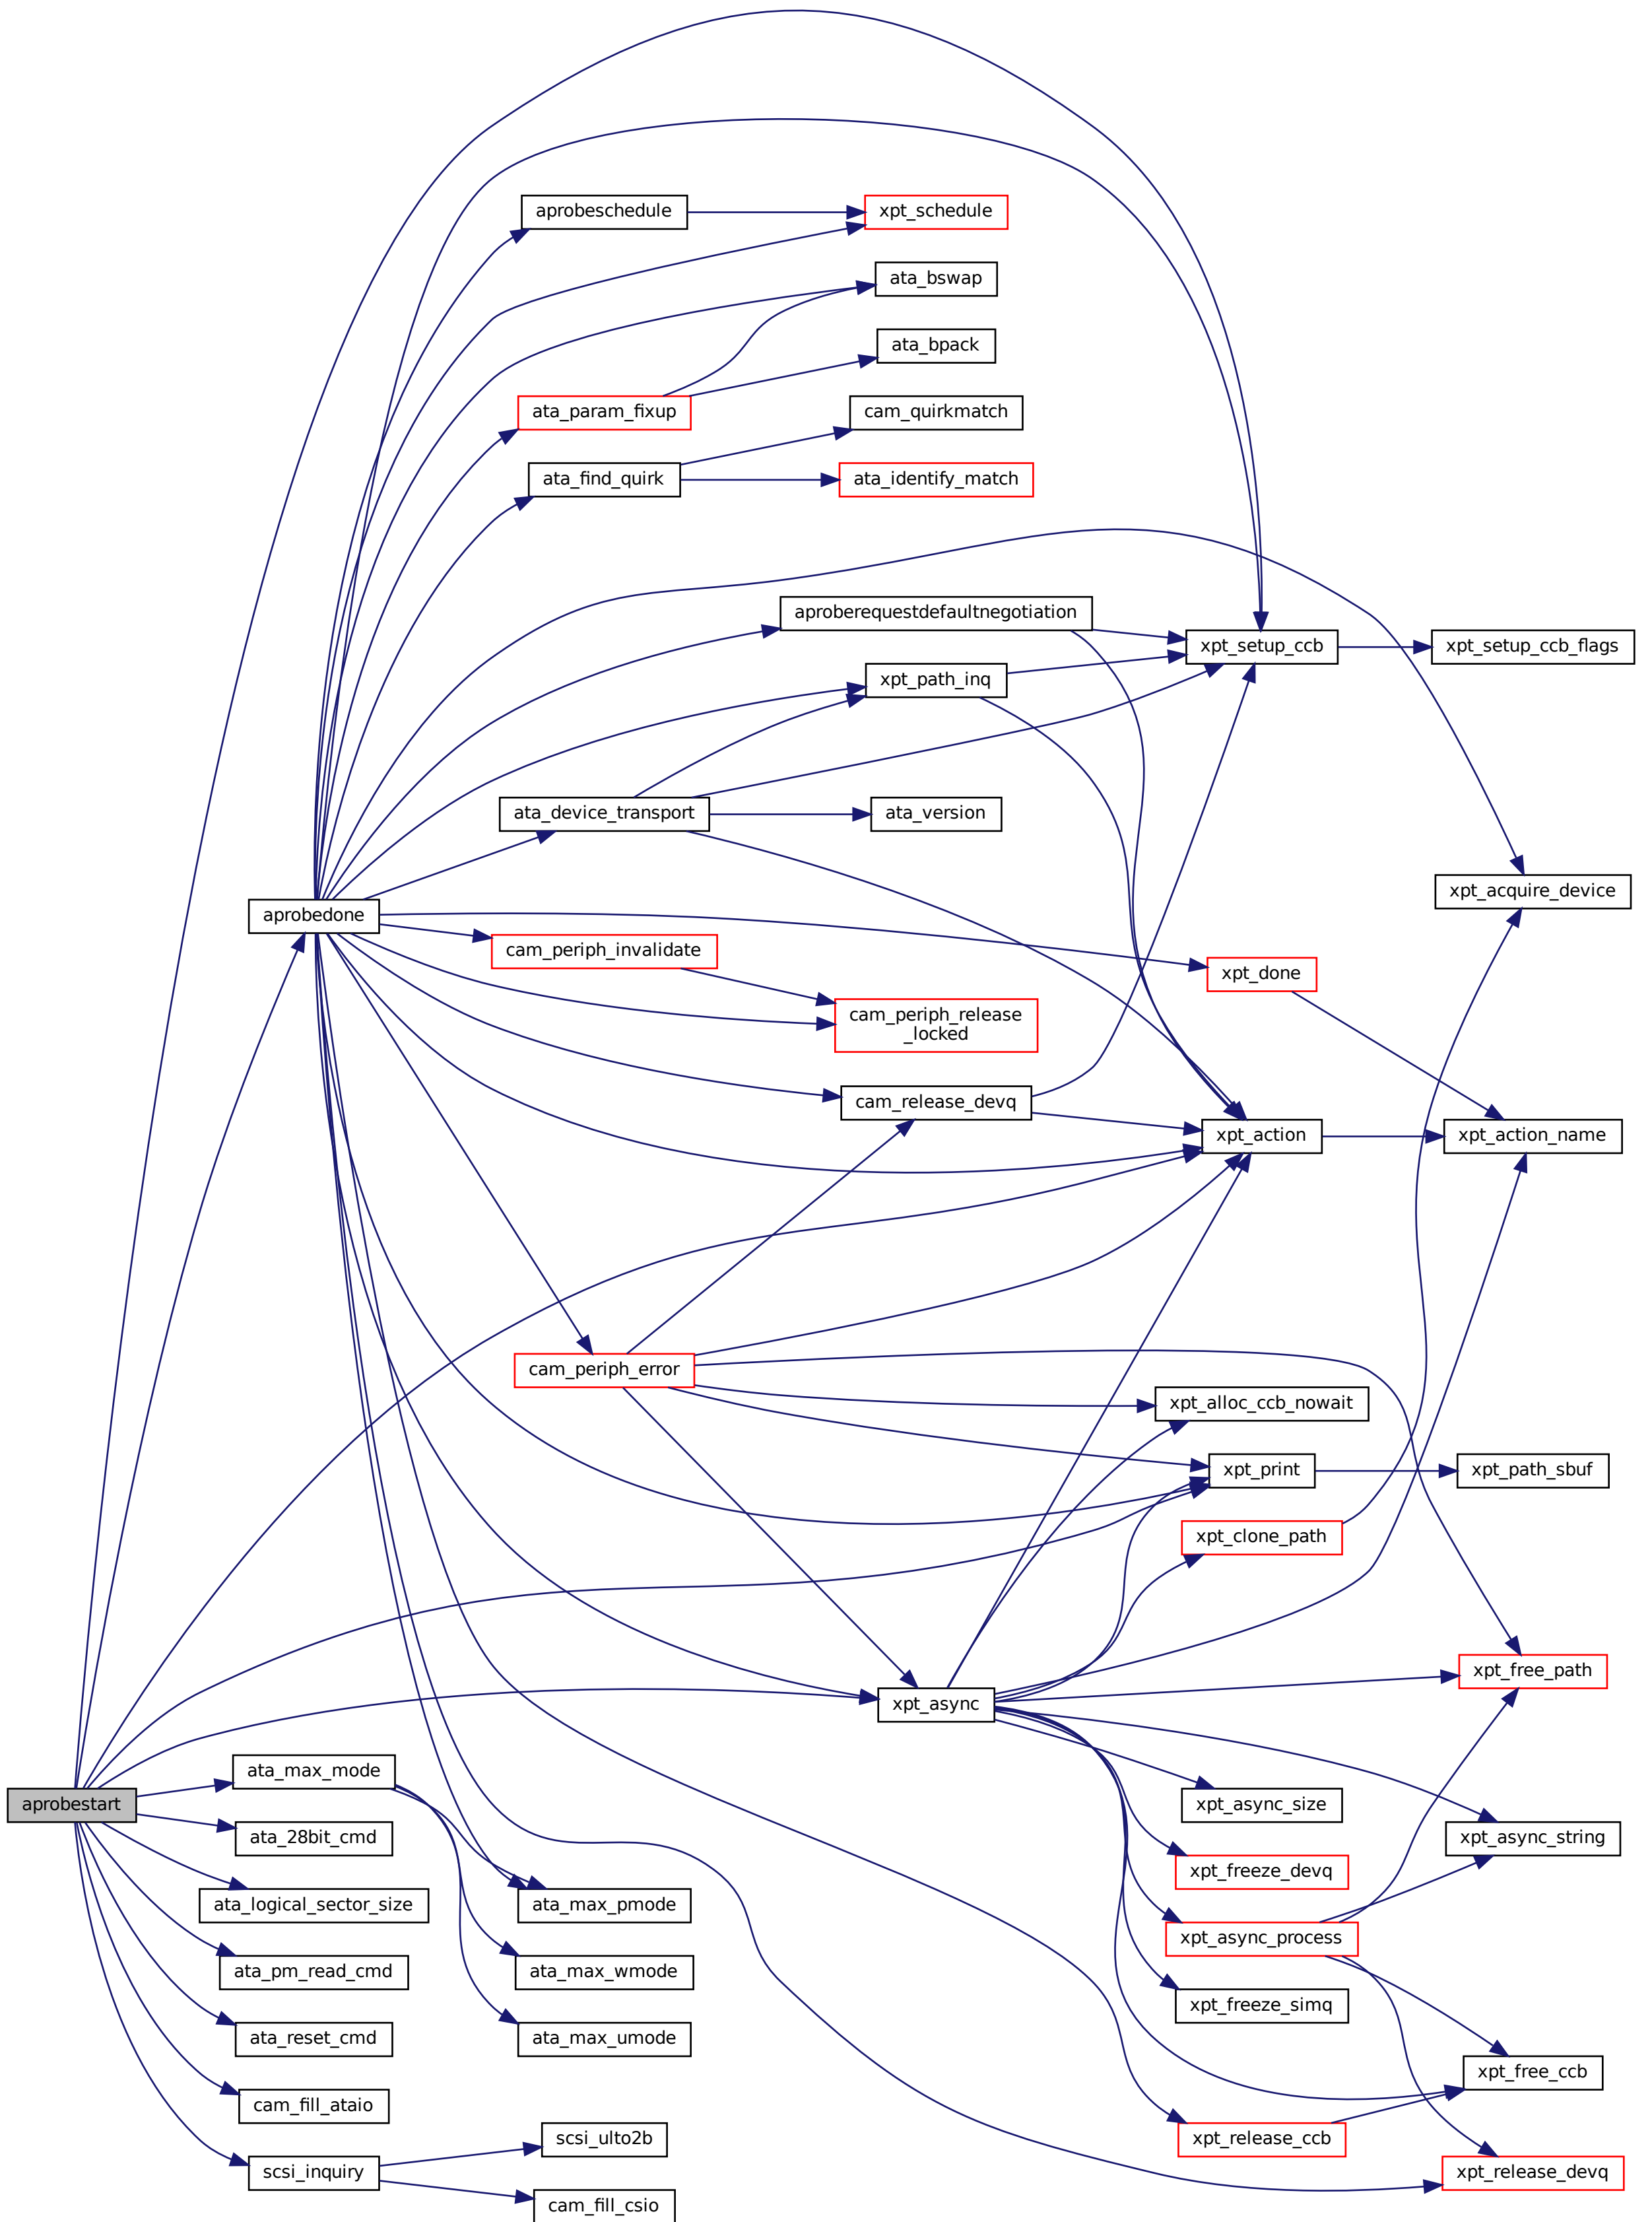 aprobeschedule
xpt_schedule
ata_bswap
ata_bpack
ata_param_fixup
cam_quirkmatch
ata_find_quirk
ata_identify_match
aproberequestdefaultnegotiation
xpt_setup_ccb
xpt_setup_ccb_flags
xpt_path_inq
ata_device_transport
ata_version
xpt_acquire_device
aprobedone
cam_periph_invalidate
xpt_done
cam_periph_release
_locked
cam_release_devq
xpt_action
xpt_action_name
cam_periph_error
xpt_alloc_ccb_nowait
xpt_print
xpt_path_sbuf
xpt_clone_path
xpt_free_path
xpt_async
ata_max_mode
aprobestart
xpt_async_size
ata_28bit_cmd
xpt_async_string
xpt_freeze_devq
ata_logical_sector_size
ata_max_pmode
xpt_async_process
ata_pm_read_cmd
ata_max_wmode
xpt_freeze_simq
ata_reset_cmd
ata_max_umode
xpt_free_ccb
cam_fill_ataio
scsi_ulto2b
xpt_release_ccb
scsi_inquiry
xpt_release_devq
cam_fill_csio